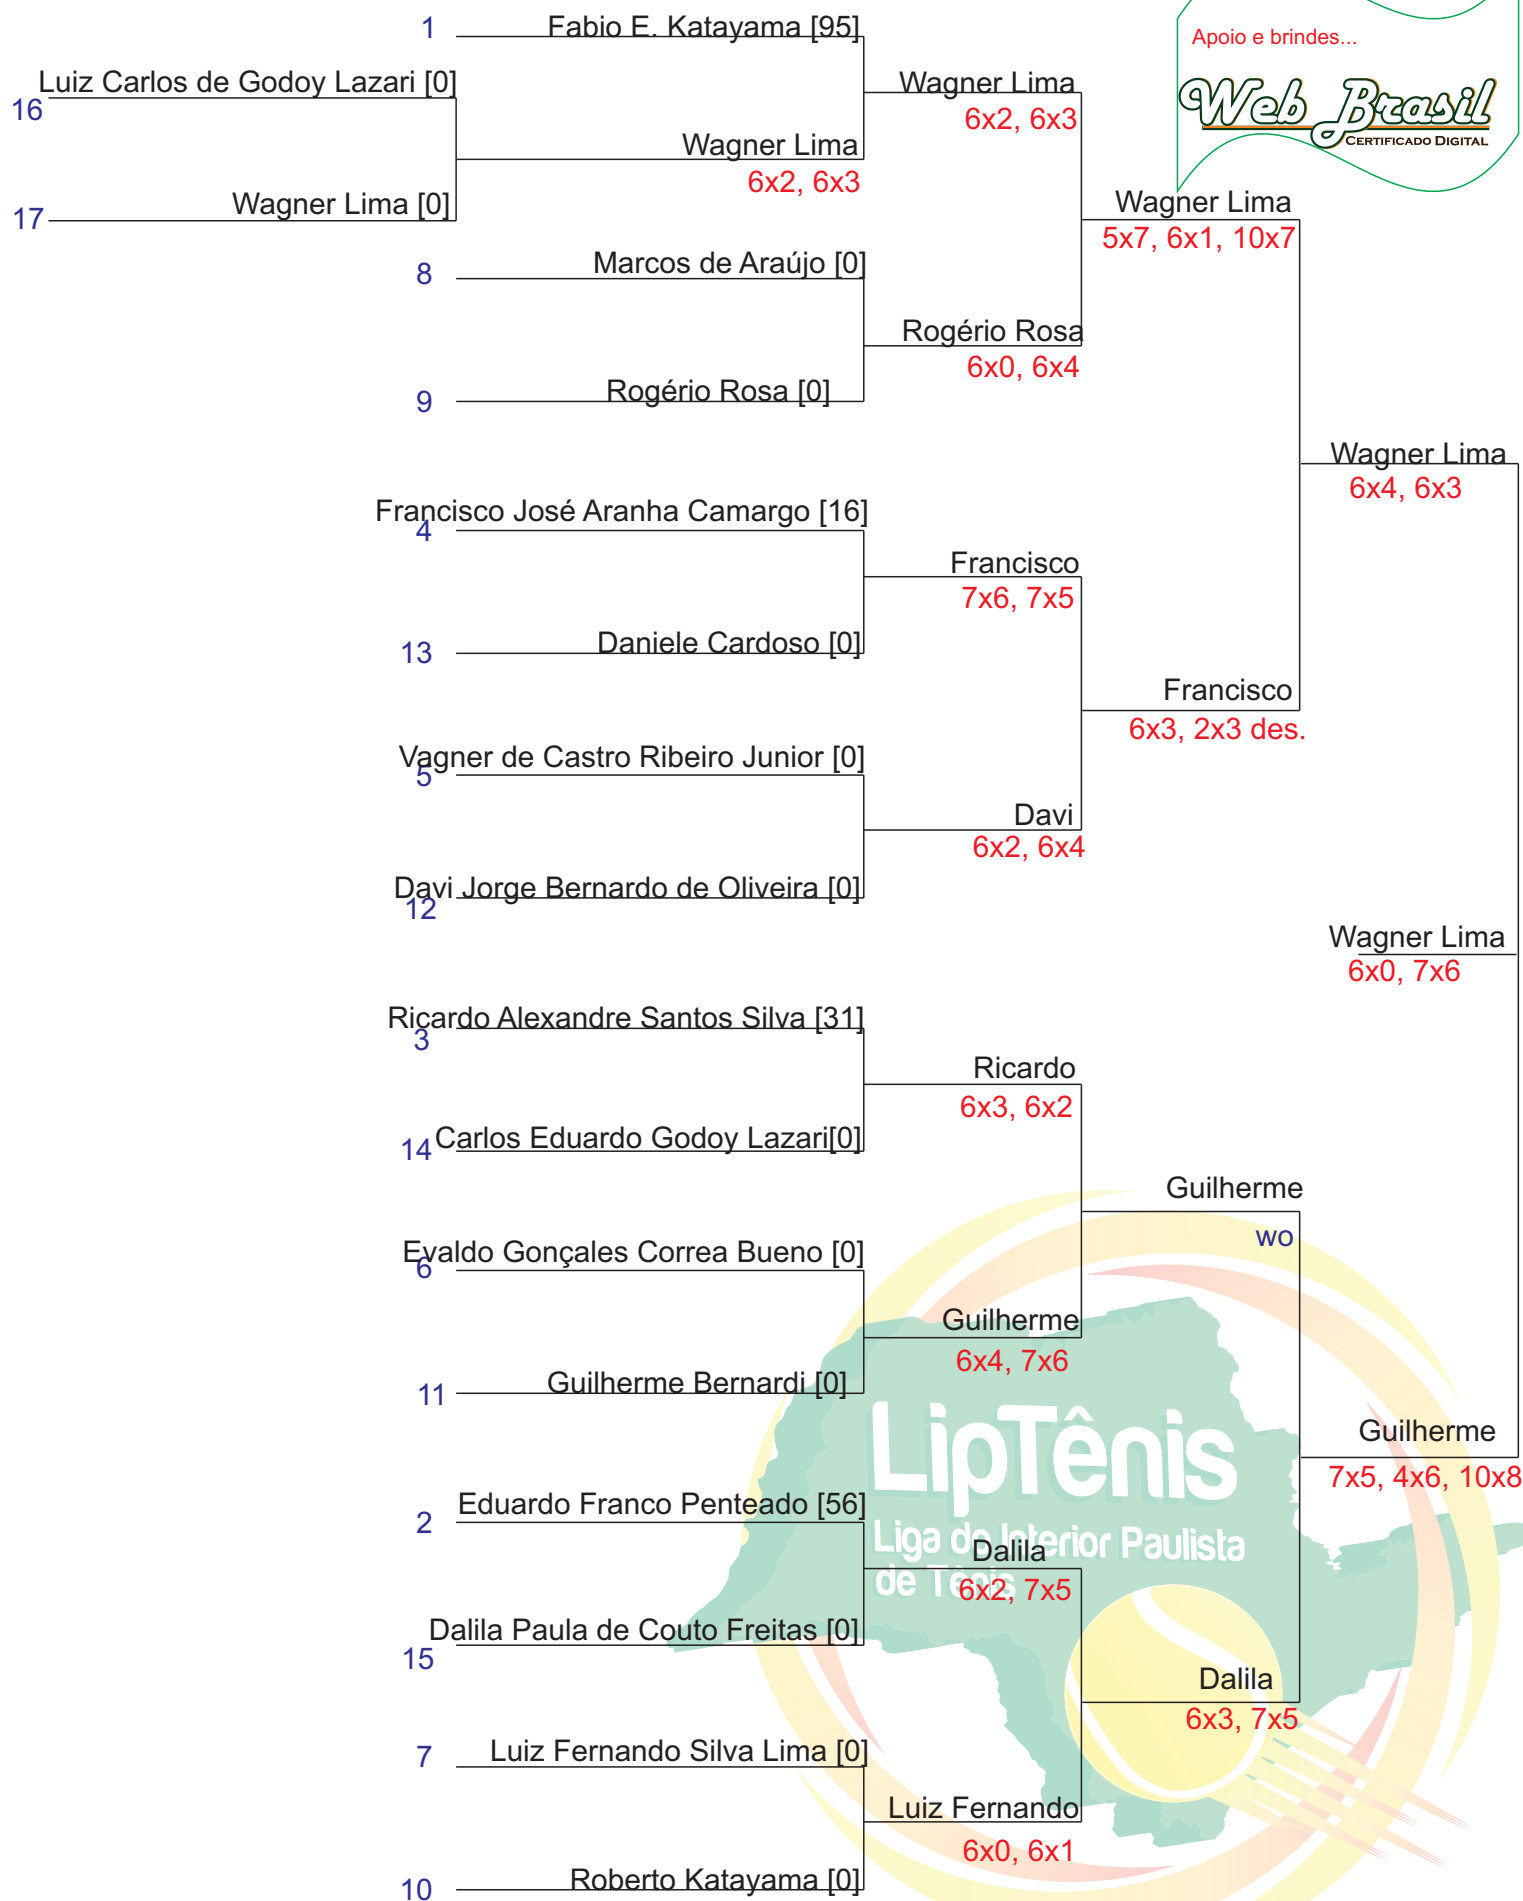 1
Fabio E. Katayama [95]
Apoio e brindes...
Luiz Carlos de Godoy Lazari [0]
16
Wagner Lima
6x2, 6x3
Web Brasil
CERTIFICADO DIGITAL
Wagner Lima
6x2, 6x3
Wagner Lima [0]
17
Wagner Lima
5x7, 6x1, 10x7
8
Marcos de Araújo [0]
Rogério Rosa
6x0, 6x4
9
Rogério Rosa [0]
Wagner Lima
6x4, 6x3
Francisco José Aranha Camargo [16]
4
Francisco
7x6, 7x5
13
Daniele Cardoso [0]
Francisco
6x3, 2x3 des.
Vagner de Castro Ribeiro Junior [0]
5
Davi
6x2, 6x4
Davi Jorge Bernardo de Oliveira [0]
12
Wagner Lima
6x0, 7x6
Ricardo Alexandre Santos Silva [31]
3
Ricardo
6x3, 6x2
14
Carlos Eduardo Godoy Lazari[0]
Guilherme
wo
Evaldo Gonçales Correa Bueno [0]
6
Guilherme
6x4, 7x6
11
Guilherme Bernardi [0]
LipTênis
Liga do Interior Paulista
de Tênis
Guilherme
7x5, 4x6, 10x8
2
Eduardo Franco Penteado [56]
Dalila
6x2, 7x5
Dalila Paula de Couto Freitas [0]
15
Dalila
6x3, 7x5
7
Luiz Fernando Silva Lima [0]
Luiz Fernando
6x0, 6x1
10
Roberto Katayama [0]